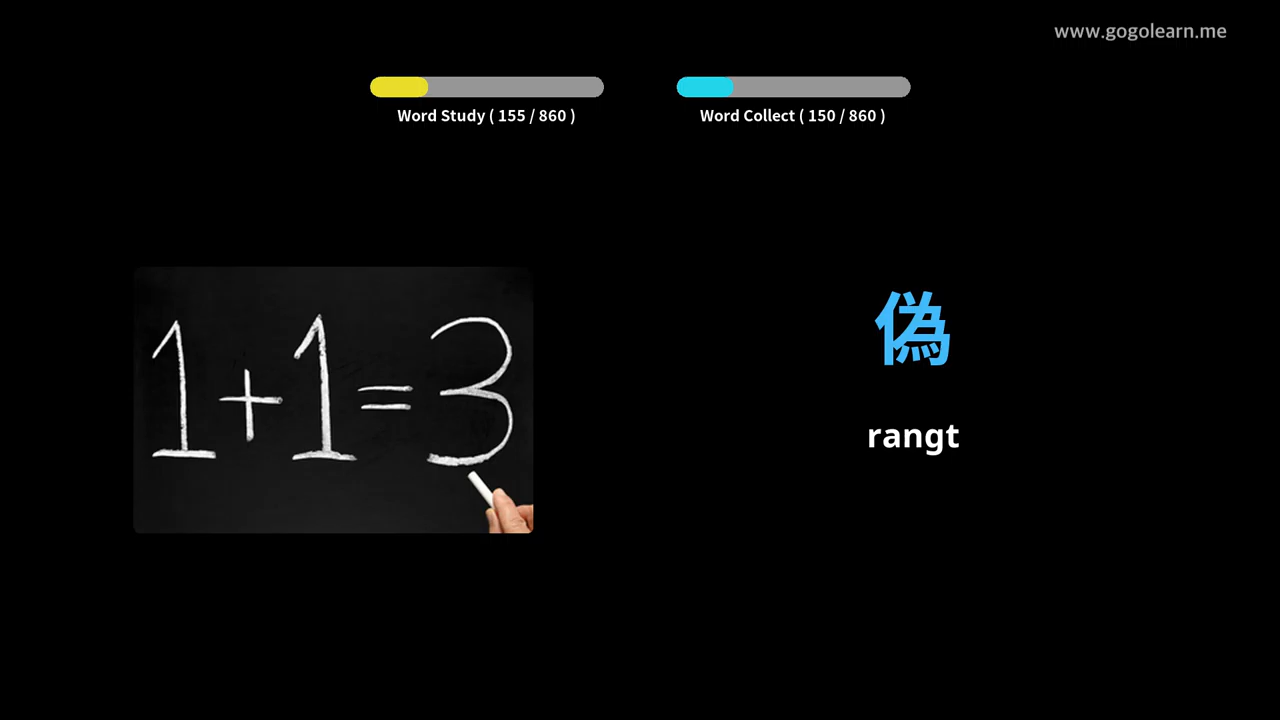 www.gogolearn.me
Word Study ( 155 / 860 )
Word Collect ( 150 / 860 )
1+1=3
偽
rangt